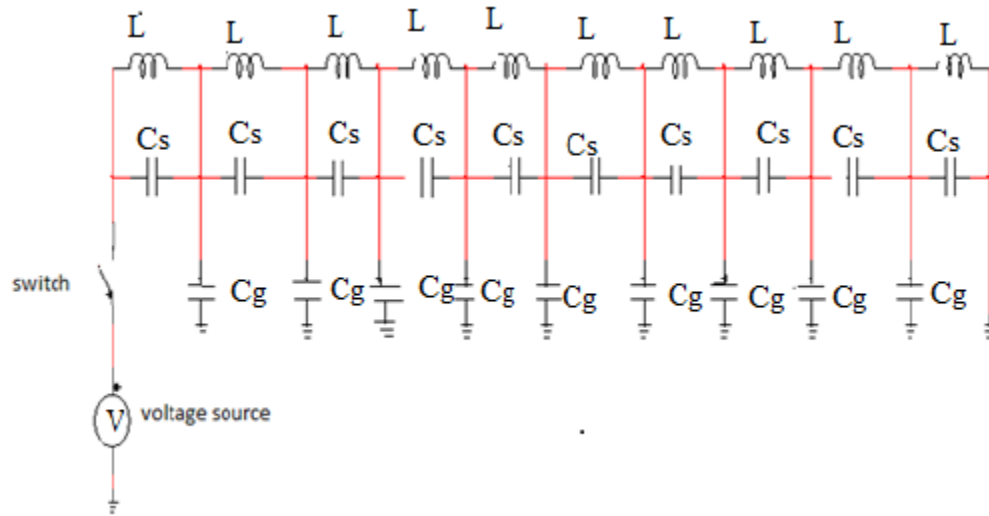 L L L L L L L L L L
Cs Cs Cs Cs Cs Cs Cs Cs Cs Cs
switch
Cg Cg Cg Cg Cg Cg Cg Cg
V voltage source